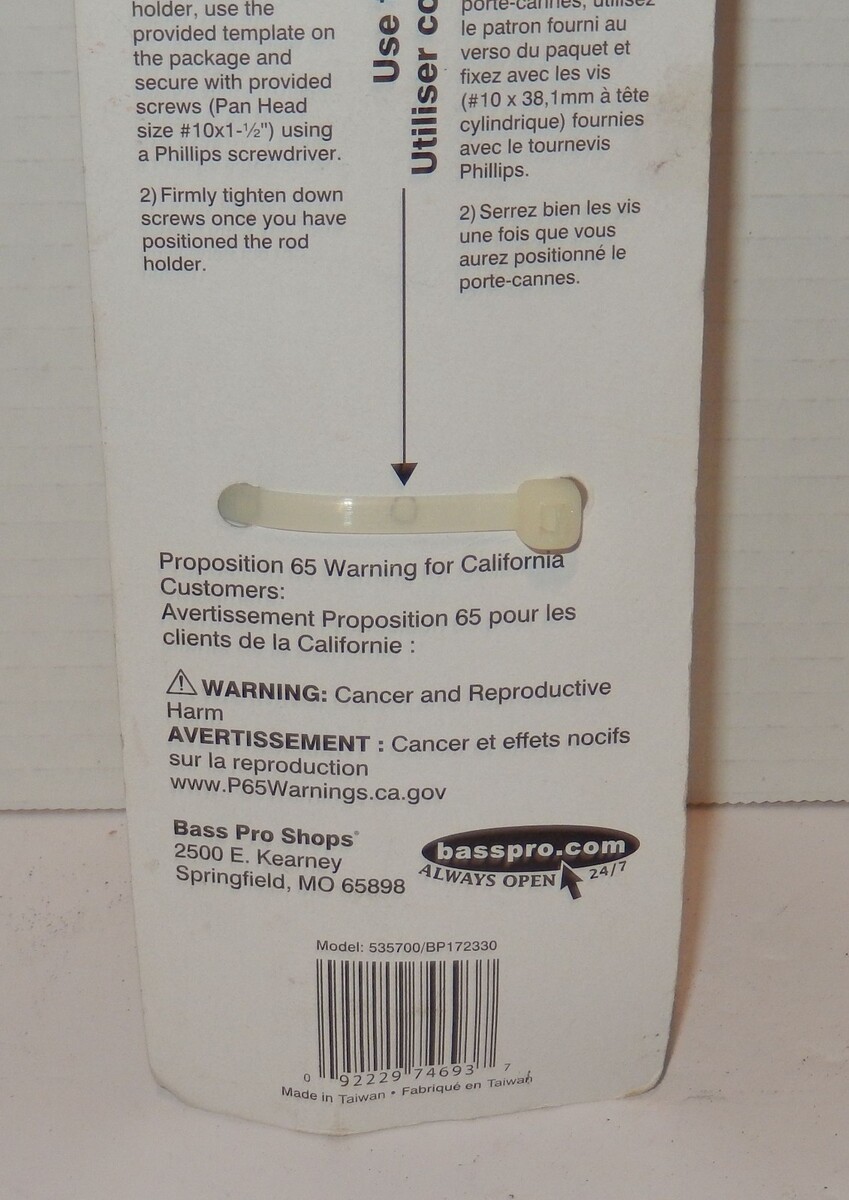 holder, use the
provided template on
the package and
secure with provided
screws (Pan Head
size #10x1-½") using
a Phillips screwdriver.
2) Firmly tighten down
screws once you have
positioned the rod
holder.
Use
Utiliser
porte-cannes, utilisez
le patron fourni au
verso du paquet et
fixez avec les vis
(#10 x 38,1mm à tête
cylindrique) fournies
avec le tournevis
Phillips.
2) Serrez bien les vis
une fois que vous
aurez positionné le
porte-cannes.
Proposition 65 Warning for California
Customers:
Avertissement Proposition 65 pour les
clients de la Californie :
WARNING: Cancer and Reproductive
Harm
AVERTISSEMENT : Cancer et effets nocifs
sur la reproduction
www.P65Warnings.ca.gov
Bass Pro Shops®
2500 E. Kearney
Springfield, MO 65898
basspro.com
ALWAYS OPEN 24/7
Model: 535700/BP172330
0 92229 74693 7
Made in Taiwan • Fabriqué en Taiwan